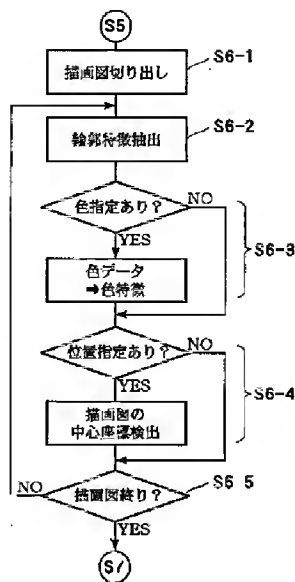 S5
描画図切り出し
S6-1
輪郭特徴抽出
S6-2
色指定あり?
NO
YES
色データ
⇒色特徴
S6-3
位置指定あり?
NO
YES
描画図の
中心座標検出
S6-4
NO
描画図終り?
S6-5
YES
S7